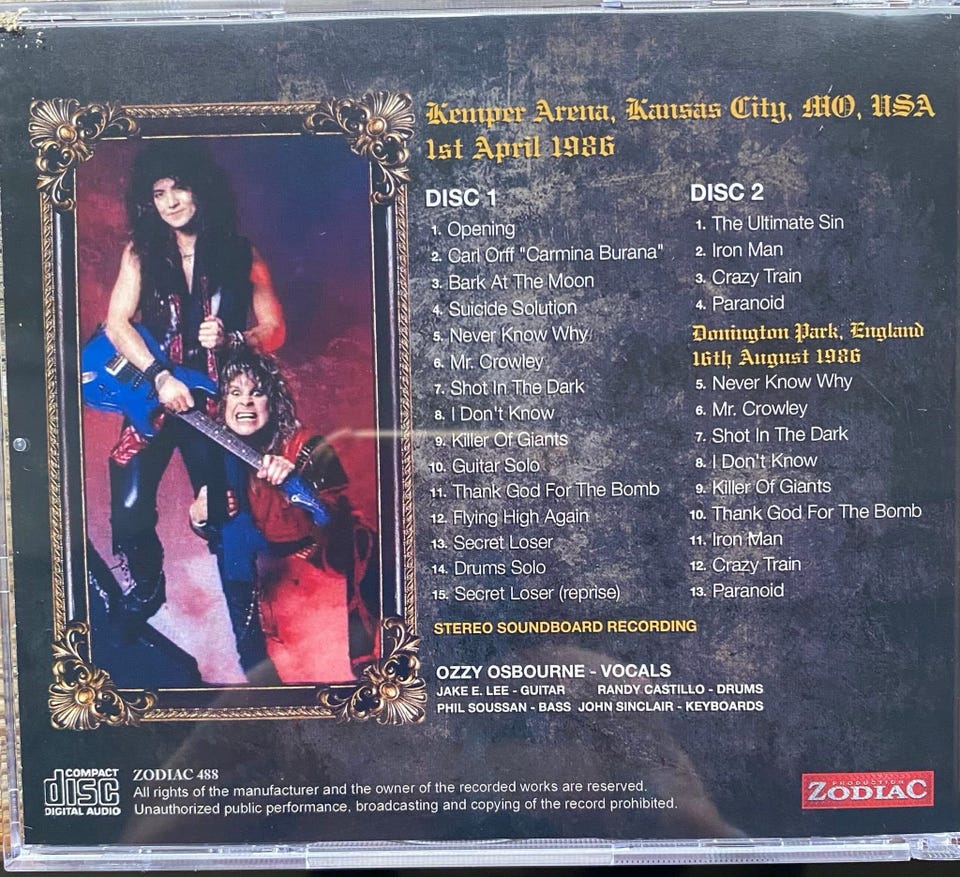 Kemper Arena, Kansas City, MO, USA
1st April 1986
DISC 1
1. Opening
2. Carl Orff "Carmina Burana"
3. Bark At The Moon
4. Suicide Solution
5. Never Know Why
6. Mr. Crowley
7. Shot In The Dark
8. I Don't Know
9. Killer Of Giants
10. Guitar Solo
11. Thank God For The Bomb
12. Flying High Again
13. Secret Loser
14. Drums Solo
15. Secret Loser (reprise)
DISC 2
1. The Ultimate Sin
2. Iron Man
3. Crazy Train
4. Paranoid
Donington Park, England
16th August 1986
5. Never Know Why
6. Mr. Crowley
7. Shot In The Dark
8. I Don't Know
9. Killer Of Giants
10. Thank God For The Bomb
11. Iron Man
12. Crazy Train
13. Paranoid
STEREO SOUNDBOARD RECORDING
OZZY OSBOURNE - VOCALS
JAKE E. LEE - GUITAR RANDY CASTILLO - DRUMS
PHIL SOUSSAN - BASS JOHN SINCLAIR - KEYBOARDS
COMPACT
disc
DIGITAL AUDIO
ZODIAC 488
All rights of the manufacturer and the owner of the recorded works are reserved.
Unauthorized public performance, broadcasting and copying of the record prohibited.
PRODUCTION
ZODIAC